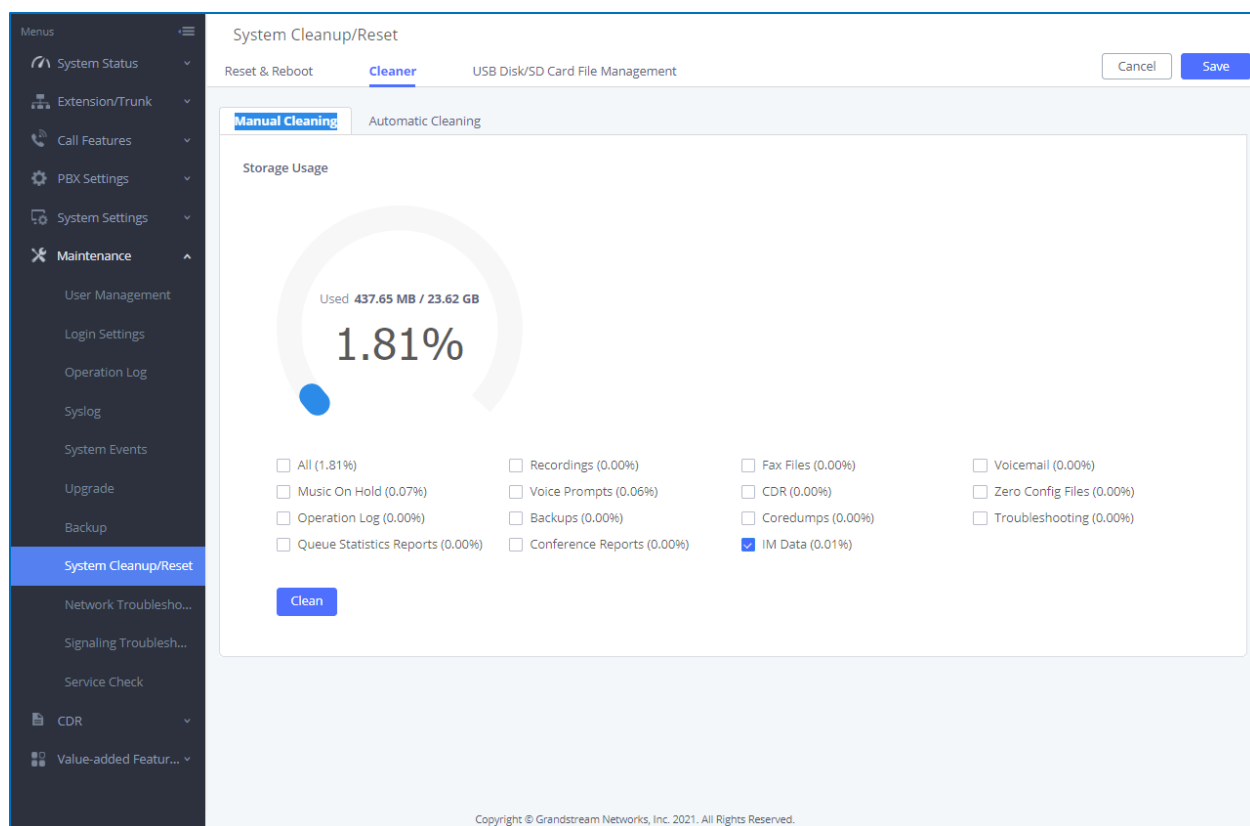 Menus
System Status
Extension/Trunk
Call Features
PBX Settings
System Settings
Maintenance
User Management
Login Settings
Operation Log
Syslog
System Events
Upgrade
Backup
System Cleanup/Reset
Network Troublesho...
Signaling Troublesh...
Service Check
CDR
Value-added Featur...
System Cleanup/Reset
Reset & Reboot Cleaner USB Disk/SD Card File Management Cancel Save
Manual Cleaning Automatic Cleaning
Storage Usage
Used 437.65 MB / 23.62 GB
1.81%
All (1.81%) Recordings (0.00%) Fax Files (0.00%) Voicemail (0.00%)
Music On Hold (0.07%) Voice Prompts (0.06%) CDR (0.00%) Zero Config Files (0.00%)
Operation Log (0.00%) Backups (0.00%) Coredumps (0.00%) Troubleshooting (0.00%)
Queue Statistics Reports (0.00%) Conference Reports (0.00%) IM Data (0.01%)
Clean
Copyright © Grandstream Networks, Inc. 2021. All Rights Reserved.